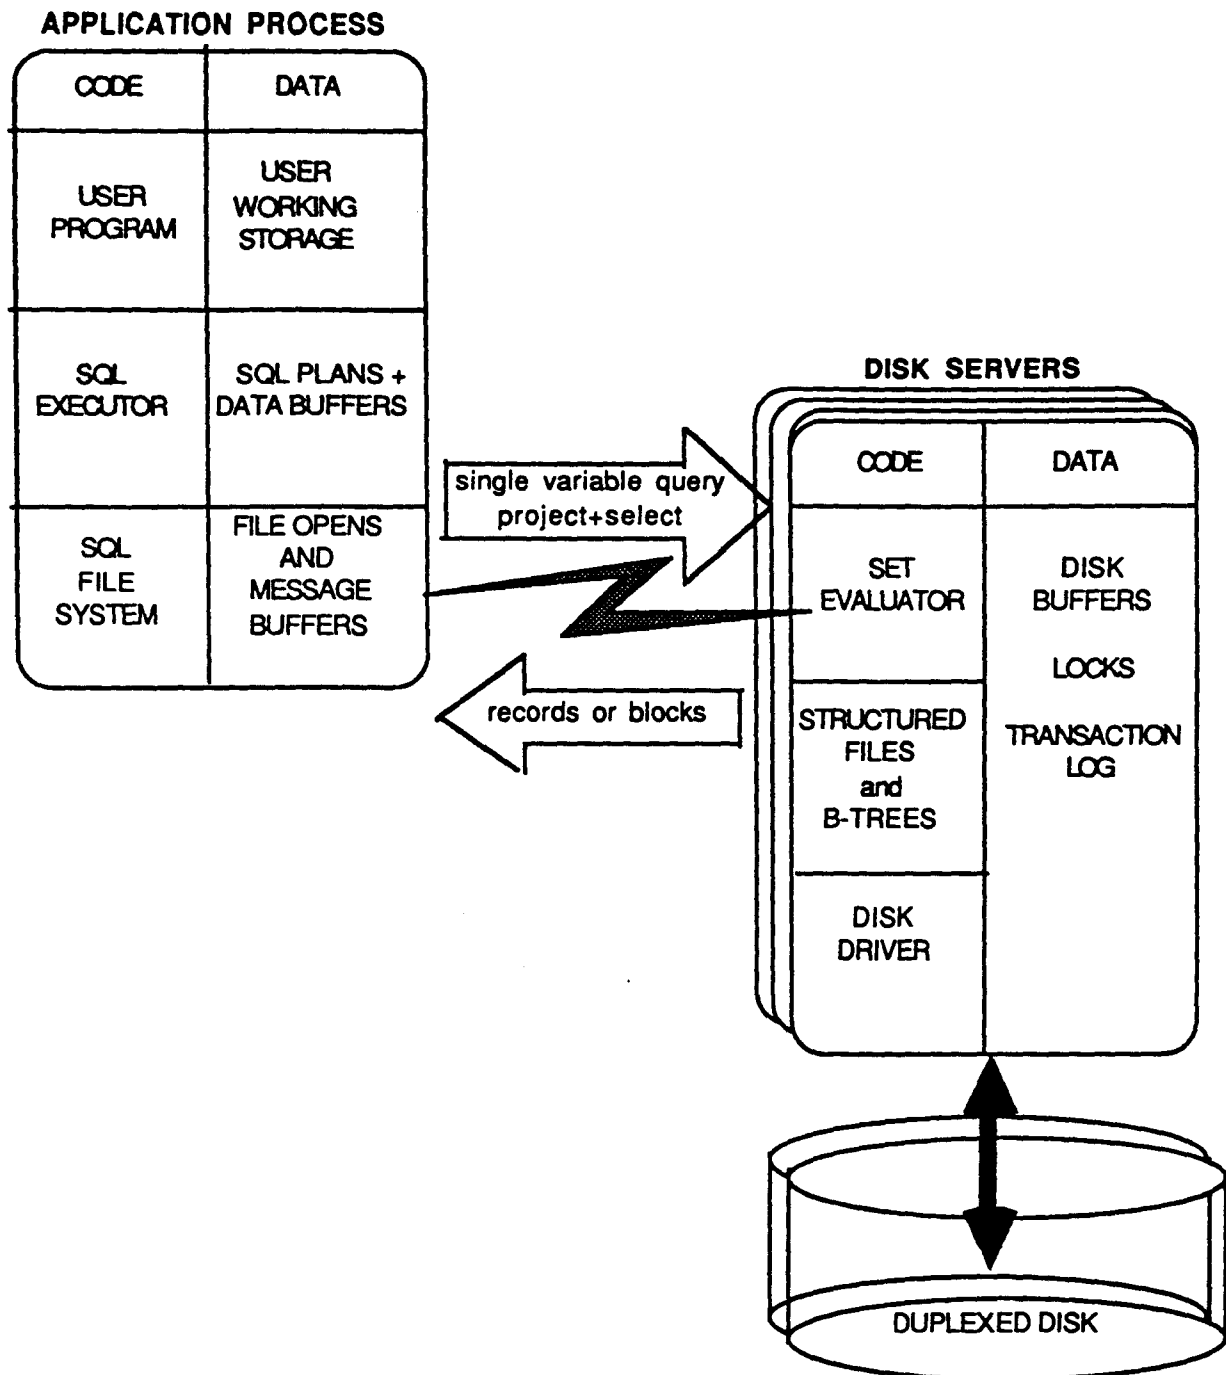 APPLICATION PROCESS
CODE
DATA
USER
PROGRAM
USER
WORKING
STORAGE
SQL
EXECUTOR
SQL PLANS +
DATA BUFFERS
SQL
FILE
SYSTEM
FILE OPENS
AND
MESSAGE
BUFFERS
single variable query
project+select
records or blocks
DISK SERVERS
CODE
DATA
SET
EVALUATOR
DISK
BUFFERS
LOCKS
TRANSACTION
LOG
STRUCTURED
FILES
and
B-TREES
DISK
DRIVER
DUPLEXED DISK